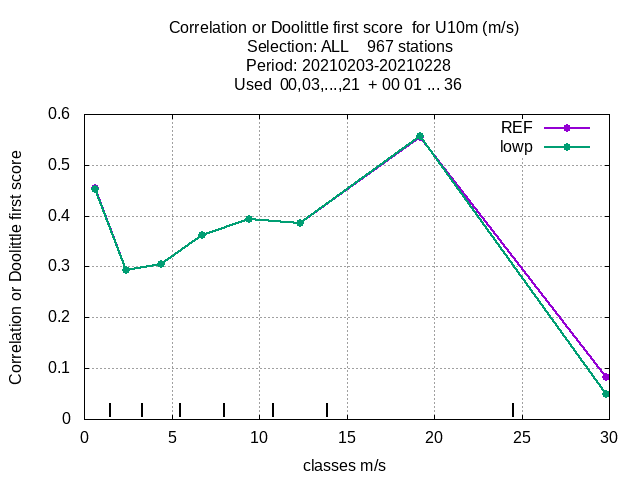 Correlation or Doolittle first score  for U10m (m/s)
Selection: ALL    967 stations
Period: 20210203-20210228
Used  00,03,...,21  + 00 01 ... 36
Correlation or Doolittle first score
0.6
0.5
0.4
0.3
0.2
0.1
0
REF
lowp
0 5 10 15 20 25 30
classes m/s